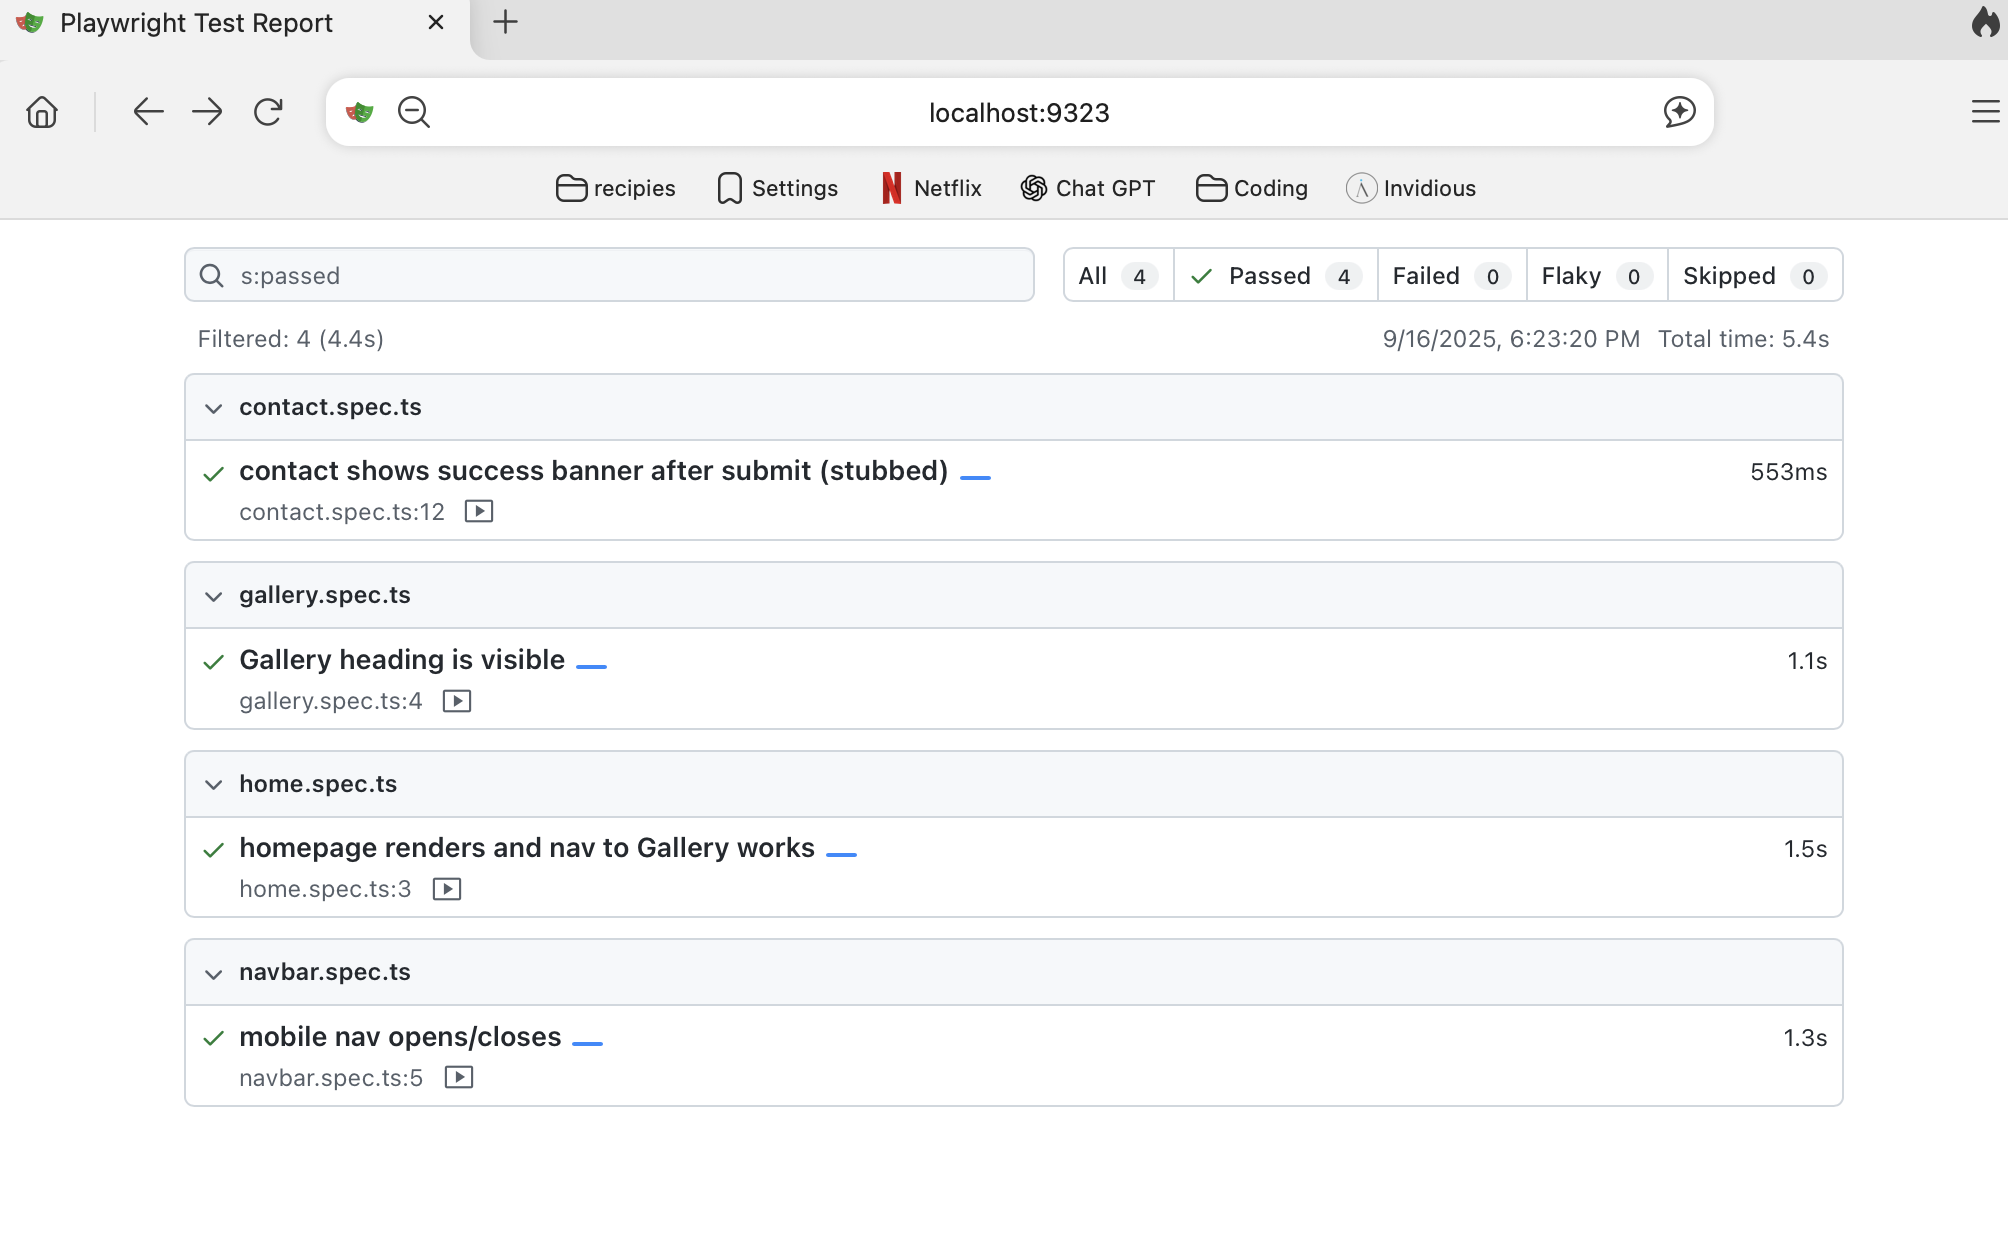 Playwright Test Report
localhost:9323
recipies Settings Netflix Chat GPT Coding Invidious
s:passed
All 4 Passed 4 Failed 0 Flaky 0 Skipped 0
Filtered: 4 (4.4s) 9/16/2025, 6:23:20 PM Total time: 5.4s
contact.spec.ts
contact shows success banner after submit (stubbed) 553ms
contact.spec.ts:12
gallery.spec.ts
Gallery heading is visible 1.1s
gallery.spec.ts:4
home.spec.ts
homepage renders and nav to Gallery works 1.5s
home.spec.ts:3
navbar.spec.ts
mobile nav opens/closes 1.3s
navbar.spec.ts:5